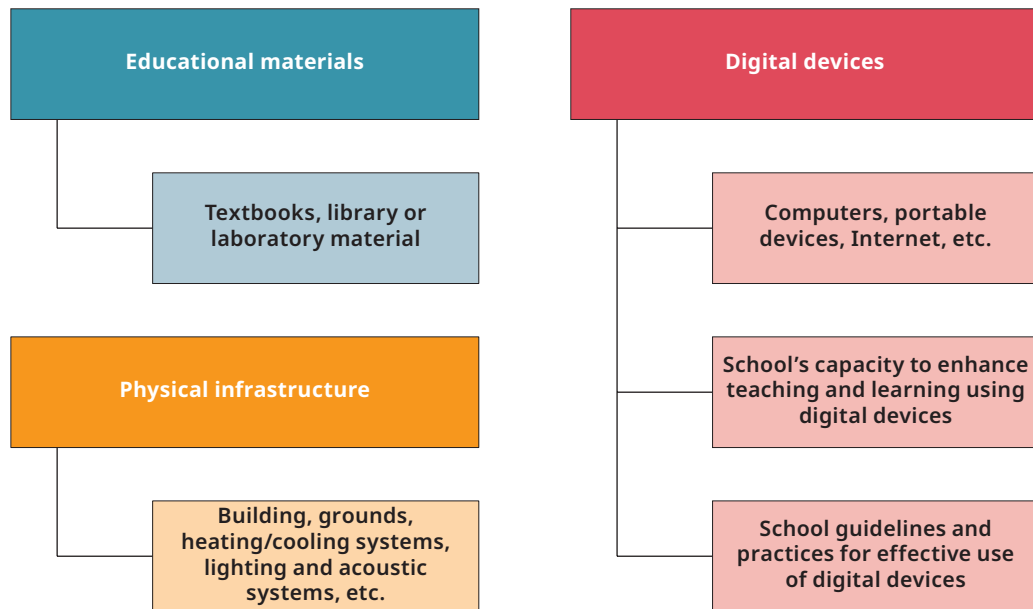 Educational materials
Textbooks, library or
laboratory material
Physical infrastructure
Building, grounds,
heating/cooling systems,
lighting and acoustic
systems, etc.
Digital devices
Computers, portable
devices, Internet, etc.
School’s capacity to enhance
teaching and learning using
digital devices
School guidelines and
practices for effective use
of digital devices